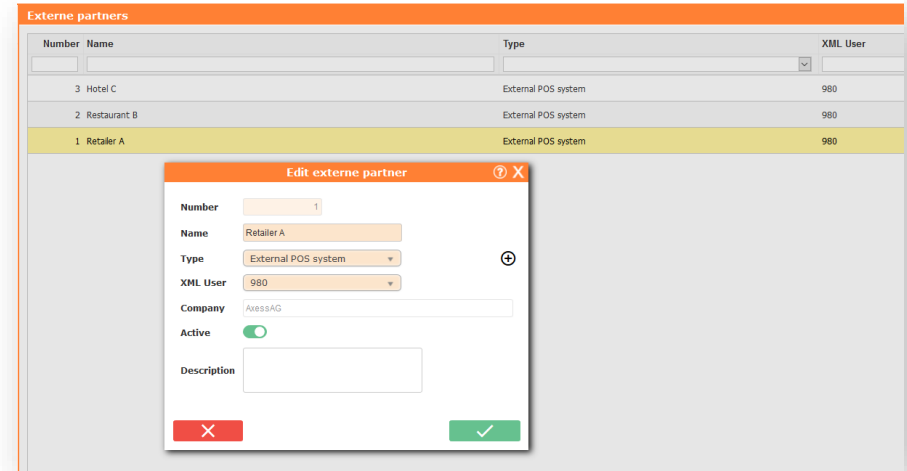 Externe partners
Number Name Type XML User
3 Hotel C External POS system 980
2 Restaurant B External POS system 980
1 Retailer A External POS system 980
Edit externe partner ? X
Number 1
Name Retailer A
Type External POS system
XML User 980
Company AxessAG
Active
Description